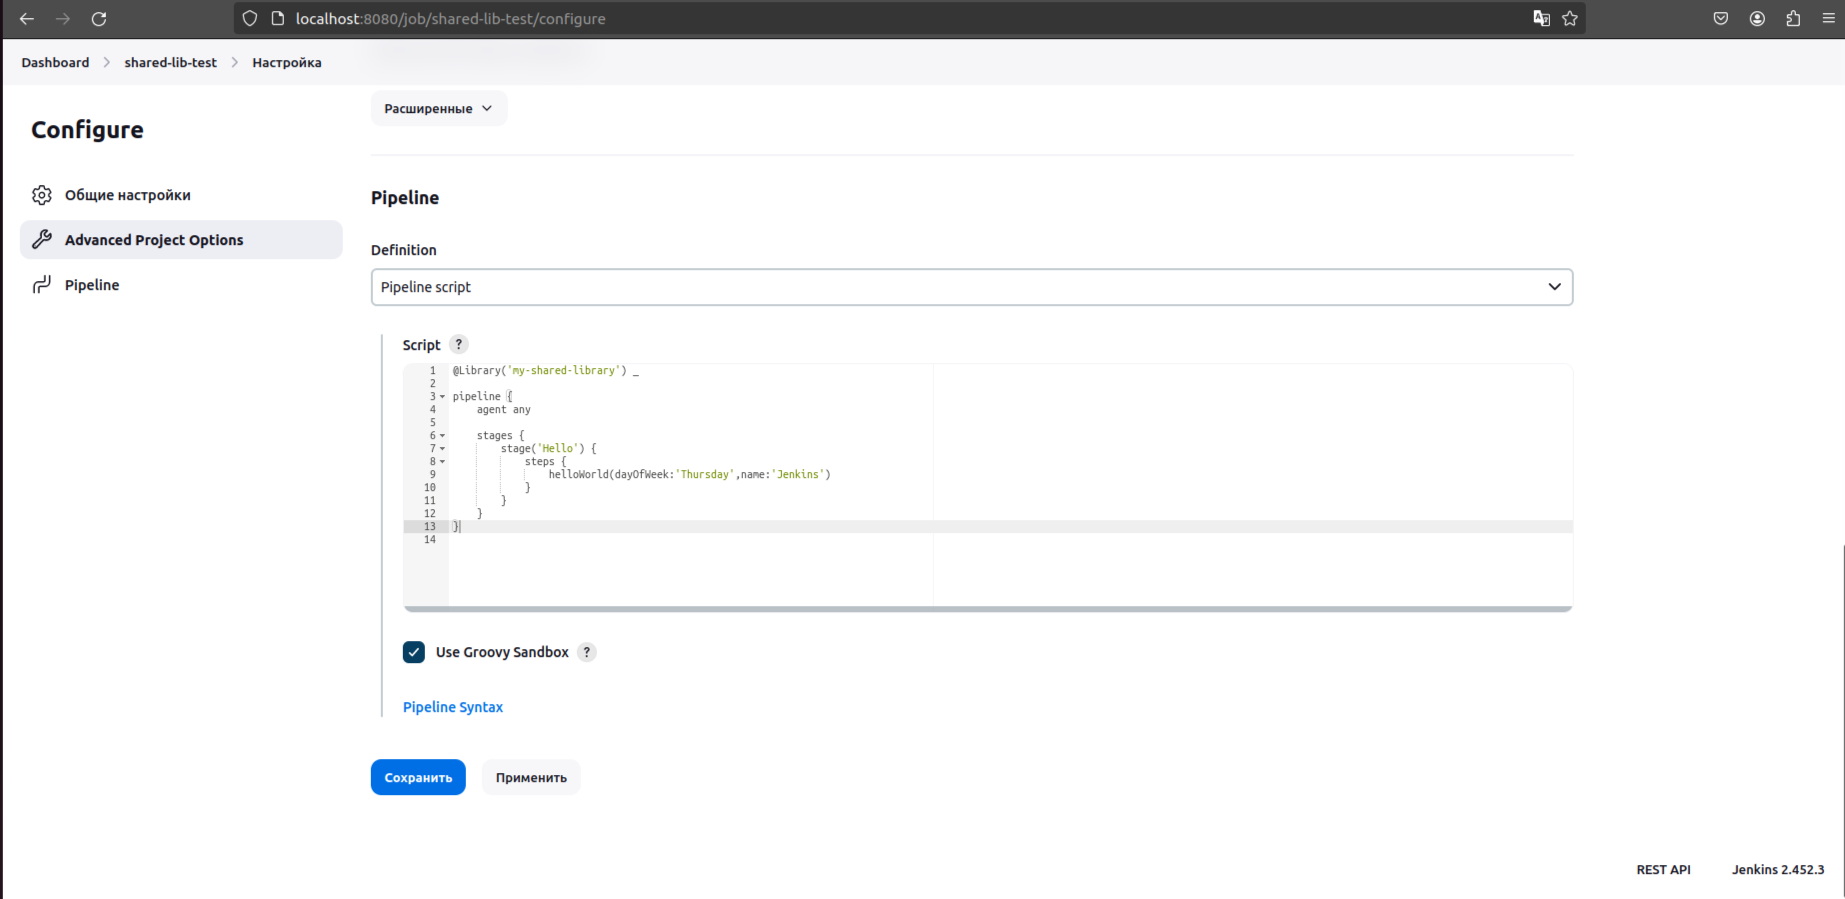 localhost:8080/job/shared-lib-test/configure
Dashboard > shared-lib-test > Настройка
Configure
Общие настройки
Advanced Project Options
Pipeline
Расширенные
Pipeline
Definition
Pipeline script
Script ?
1 @Library('my-shared-library') _
2
3 pipeline {
4     agent any
5
6     stages {
7         stage('Hello') {
8             steps {
9                 helloWorld(dayOfWeek:'Thursday',name:'Jenkins')
10             }
11         }
12     }
13 }
14
Use Groovy Sandbox ?
Pipeline Syntax
Сохранить Применить
REST API Jenkins 2.452.3